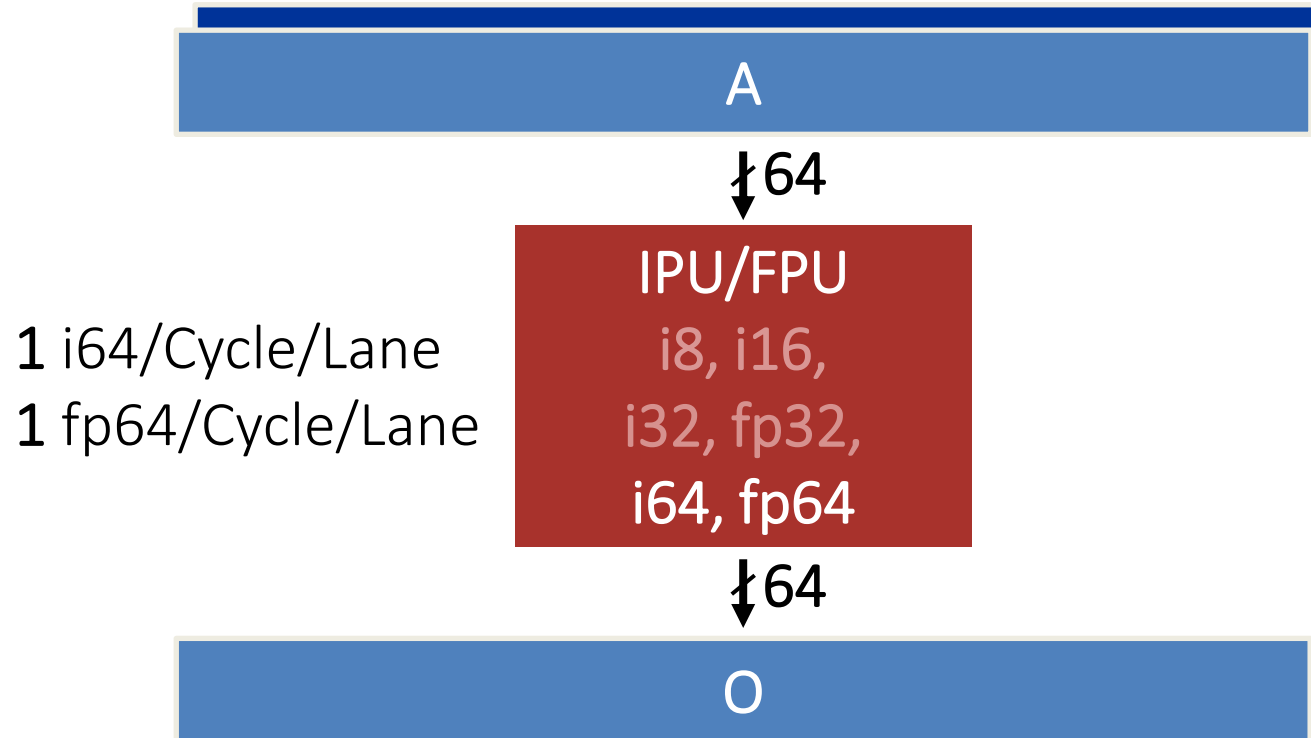 A
64
IPU/FPU
i8, i16,
1 i64/Cycle/Lane
1 fp64/Cycle/Lane
i32, fp32,
i64, fp64
64
O